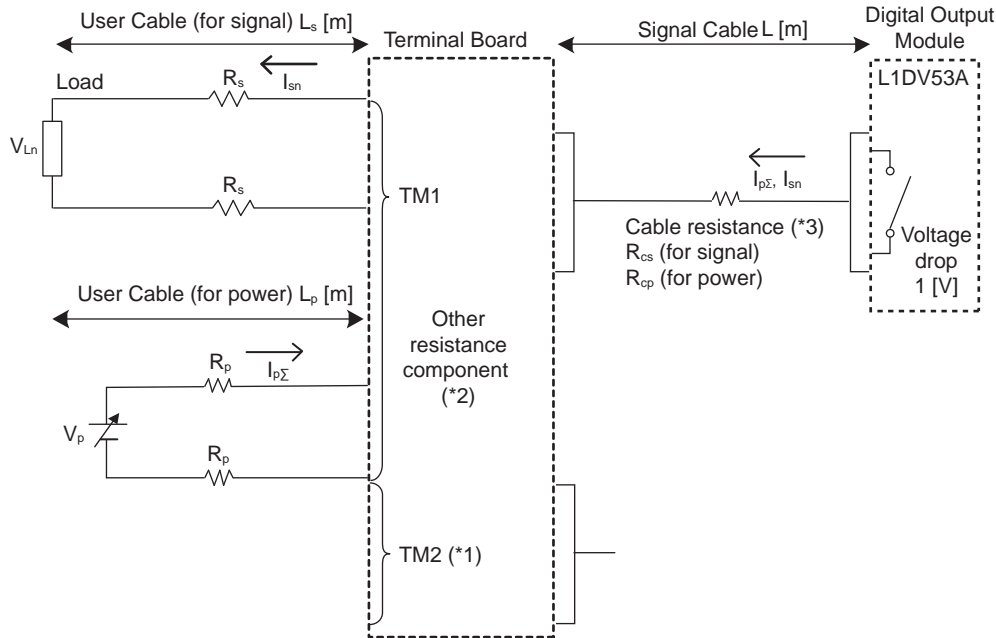 User Cable (for signal) Ls [m]
Terminal Board
Signal Cable L [m]
Digital Output
Module
L1DV53A
Load
Rs
Isn
VLn
Rs
TM1
IpΣ, Isn
Cable resistance (*3)
Rcs (for signal)
Rcp (for power)
Voltage
drop
1 [V]
User Cable (for power) Lp [m]
Other
resistance
component
(*2)
Rp
IpΣ
Vp
Rp
TM2 (*1)